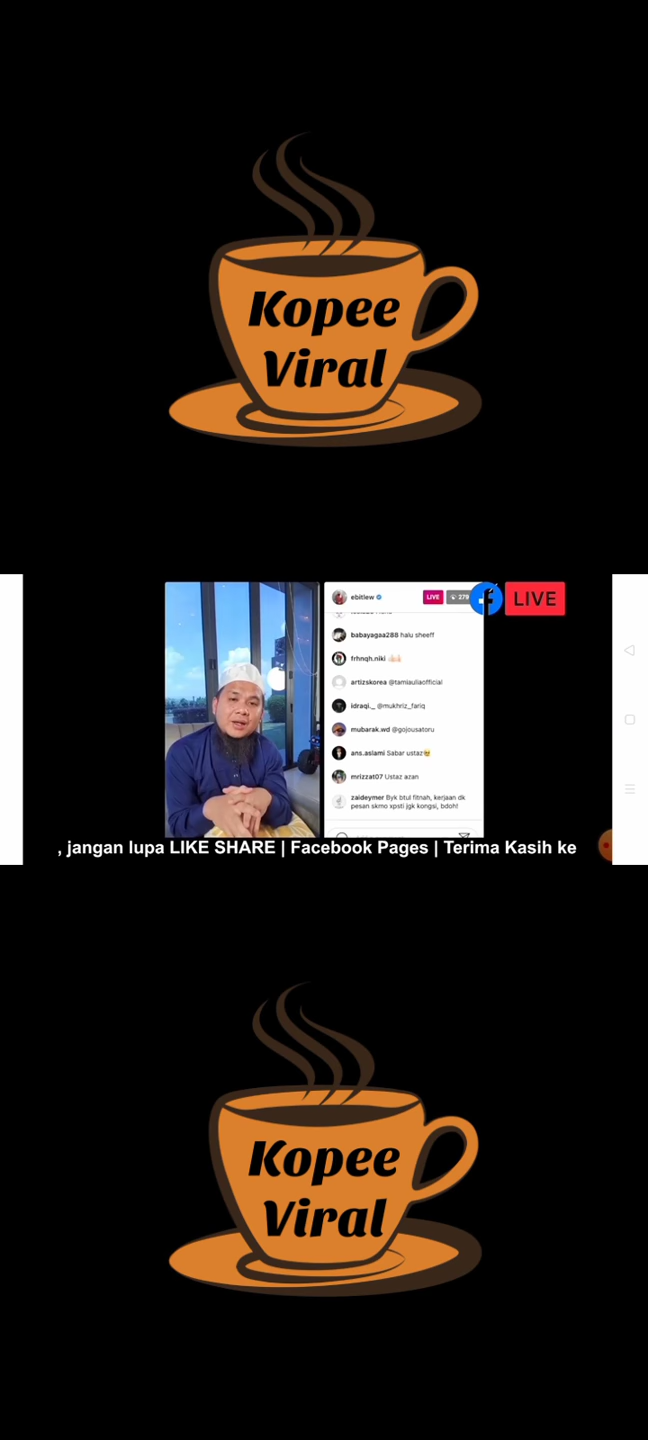 Kopee
Viral
ebitlew
LIVE
279
LIVE
babayagaa288 halu sheeff
frhnqh.niki
artizskorea @tamiauliaofficial
idraqi._ @mukhriz_fariq
mubarak.wd @gojousatoru
ans.aslami Sabar ustaz
mrizzat07 Ustaz azan
zaideymer Byk btul fitnah, kerjaan dk
pesan skmo xpsti jgk kongsi, bdoh!
, jangan lupa LIKE SHARE | Facebook Pages | Terima Kasih ke
Kopee
Viral